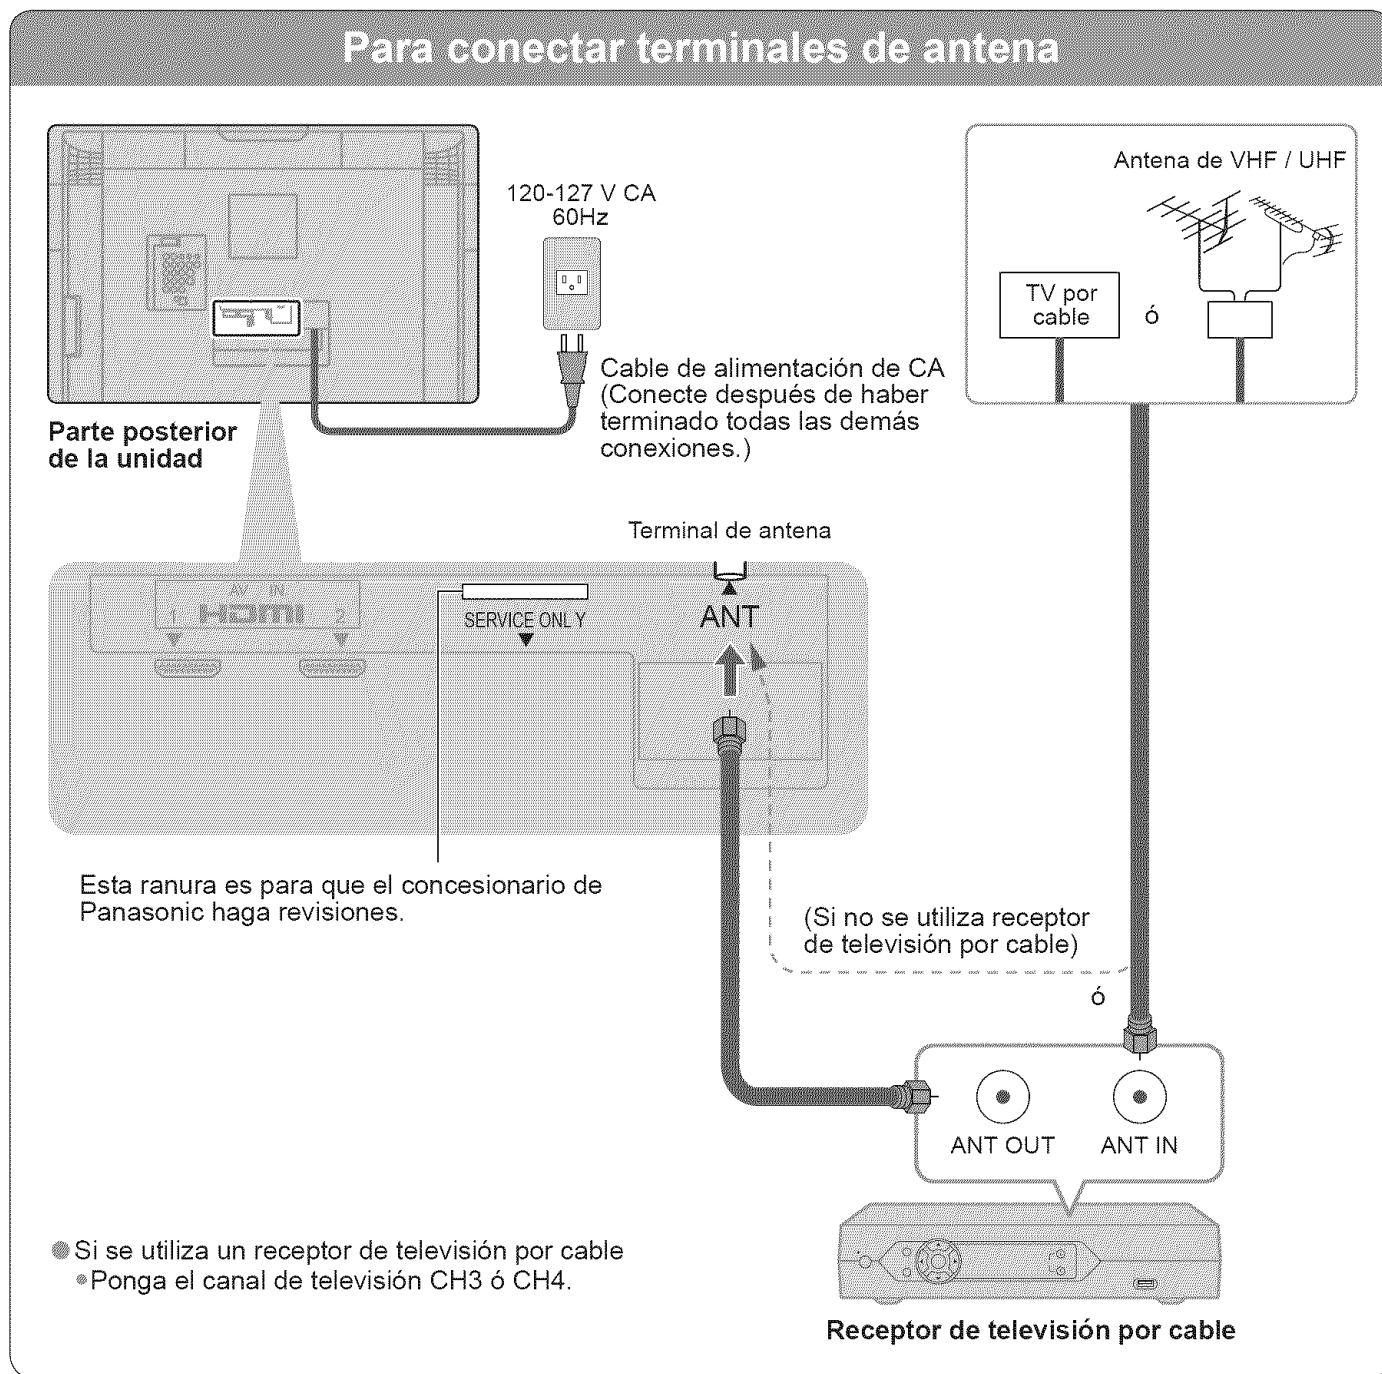 Para conectar terminales de antena
Antena de VHF / UHF
120-127 V CA
60Hz
TV por
cable
ó
Cable de alimentación de CA
(Conecte después de haber
terminado todas las demás
conexiones.)
Parte posterior
de la unidad
Terminal de antena
AV IN
1 HDMI 2
SERVICE ONLY
ANT
Esta ranura es para que el concesionario de
Panasonic haga revisiones.
(Si no se utiliza receptor
de televisión por cable)
ó
ANT OUT
ANT IN
Si se utiliza un receptor de televisión por cable
Ponga el canal de televisión CH3 ó CH4.
Receptor de televisión por cable